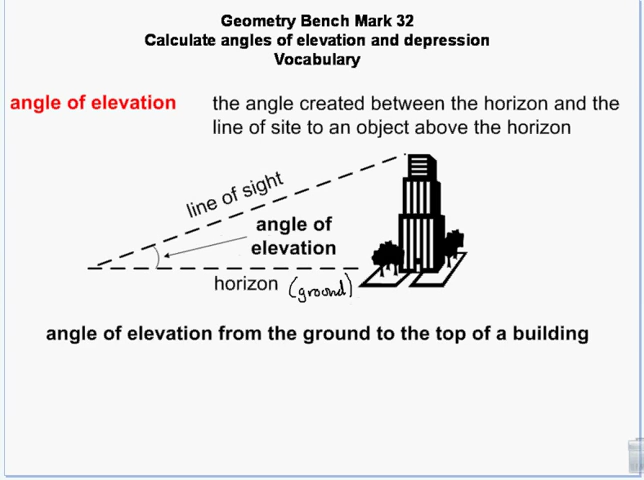 Geometry Bench Mark 32
Calculate angles of elevation and depression
Vocabulary
angle of elevation
the angle created between the horizon and the
line of site to an object above the horizon
line of sight
angle of
elevation
horizon (ground)
angle of elevation from the ground to the top of a building